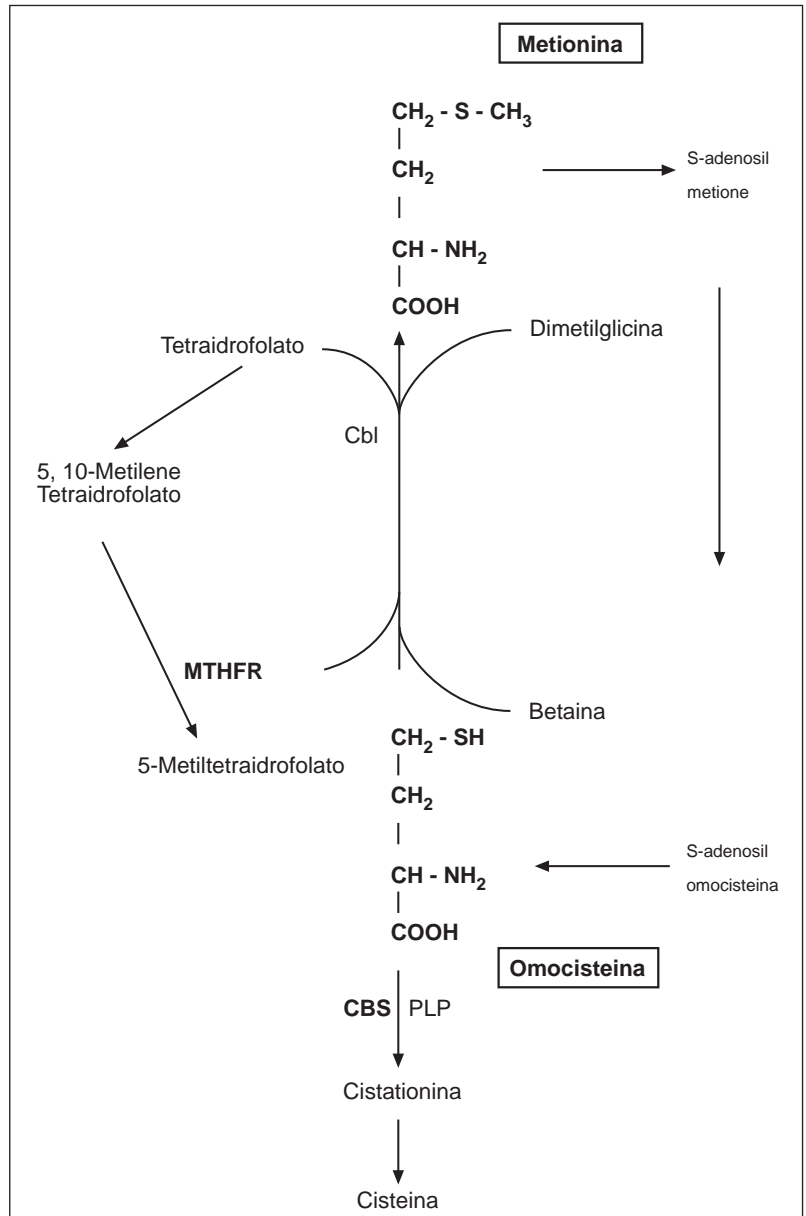 Metionina
CH₂ - S - CH₃
|
CH₂
|
CH - NH₂
|
COOH
S-adenosil
metione
Tetraidrofolato
Dimetilglicina
Cbl
5, 10-Metilene
Tetraidrofolato
MTHFR
Betaina
5-Metiltetraidrofolato
CH₂ - SH
|
CH₂
|
CH - NH₂
|
COOH
S-adenosil
omocisteina
Omocisteina
CBS PLP
Cistationina
Cisteina